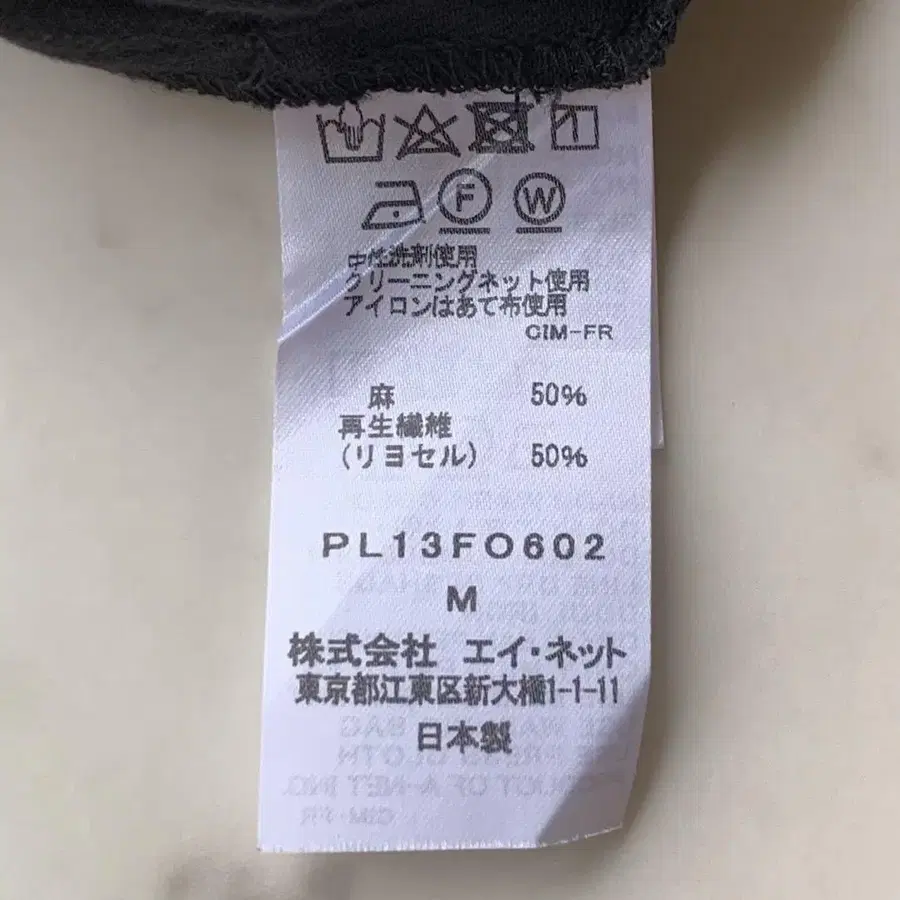 F W
中性洗剤使用
クリーニングネット使用
アイロンはあて布使用
CIM-FR
麻 50%
再生繊維
(リヨセル) 50%
PL13FO602
M
株式会社 エイ・ネット
東京都江東区新大橋1-1-11
日本製